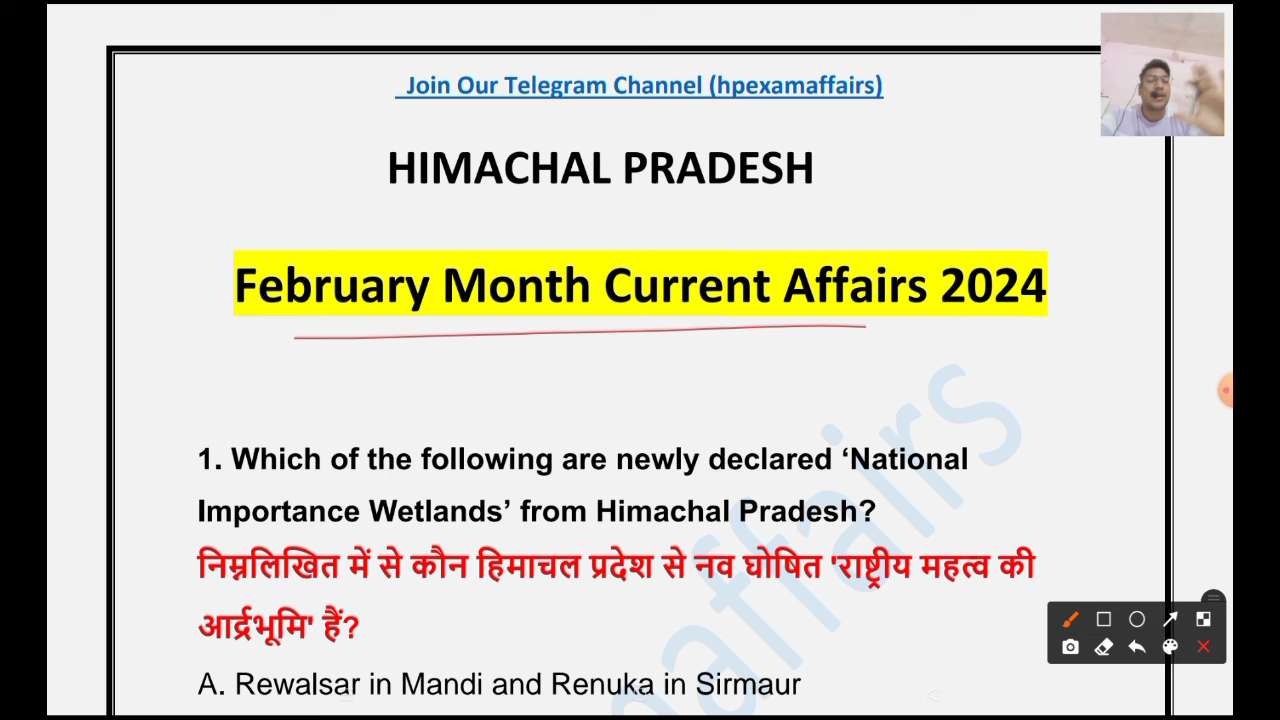 Join Our Telegram Channel (hpexamaffairs)
HIMACHAL PRADESH
February Month Current Affairs 2024
1. Which of the following are newly declared ‘National
Importance Wetlands’ from Himachal Pradesh?
निम्नलिखित में से कौन हिमाचल प्रदेश से नव घोषित 'राष्ट्रीय महत्व की
आर्द्रभूमि' हैं?
A. Rewalsar in Mandi and Renuka in Sirmaur
maffairs